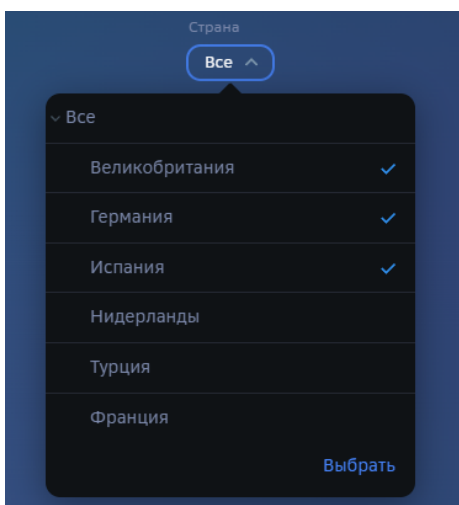 Страна
Все
Все
Великобритания
Германия
Испания
Нидерланды
Турция
Франция
Выбрать